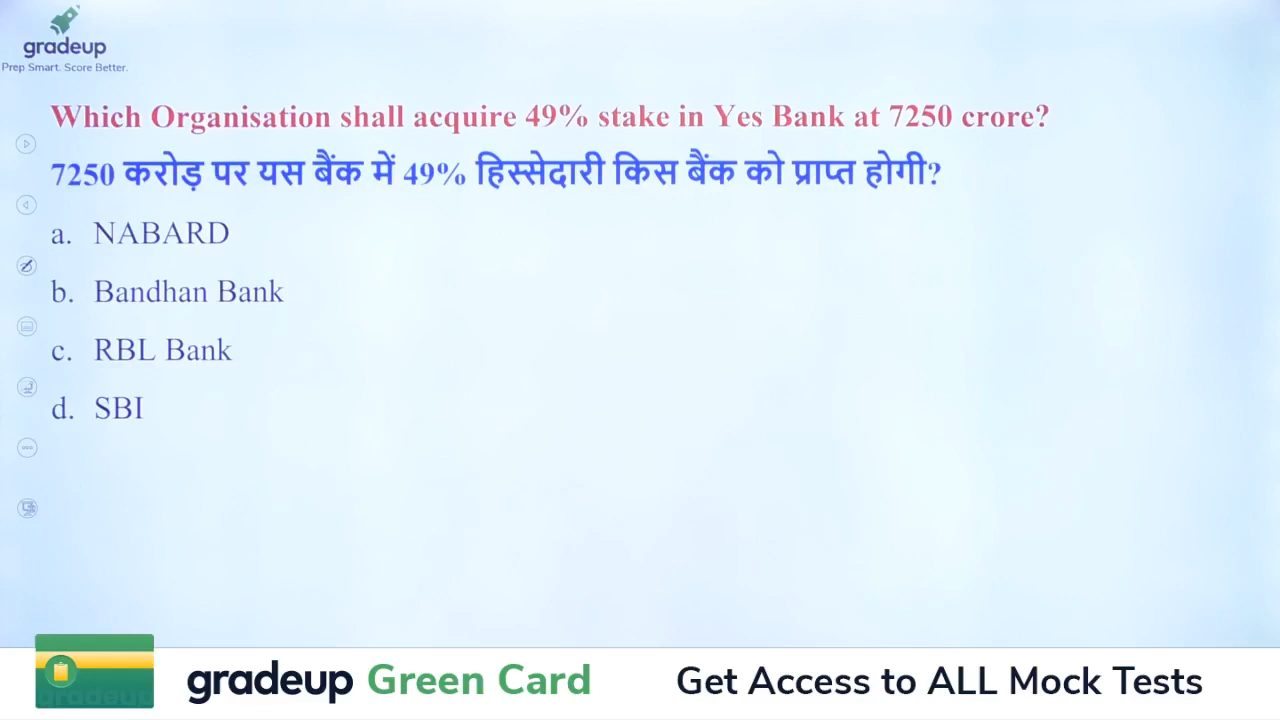 gradeup
Prep Smart. Score Better.
Which Organisation shall acquire 49% stake in Yes Bank at 7250 crore?
7250 करोड़ पर यस बैंक में 49% हिस्सेदारी किस बैंक को प्राप्त होगी?
a. NABARD
b. Bandhan Bank
c. RBL Bank
d. SBI
gradeup Green Card Get Access to ALL Mock Tests
gradeup